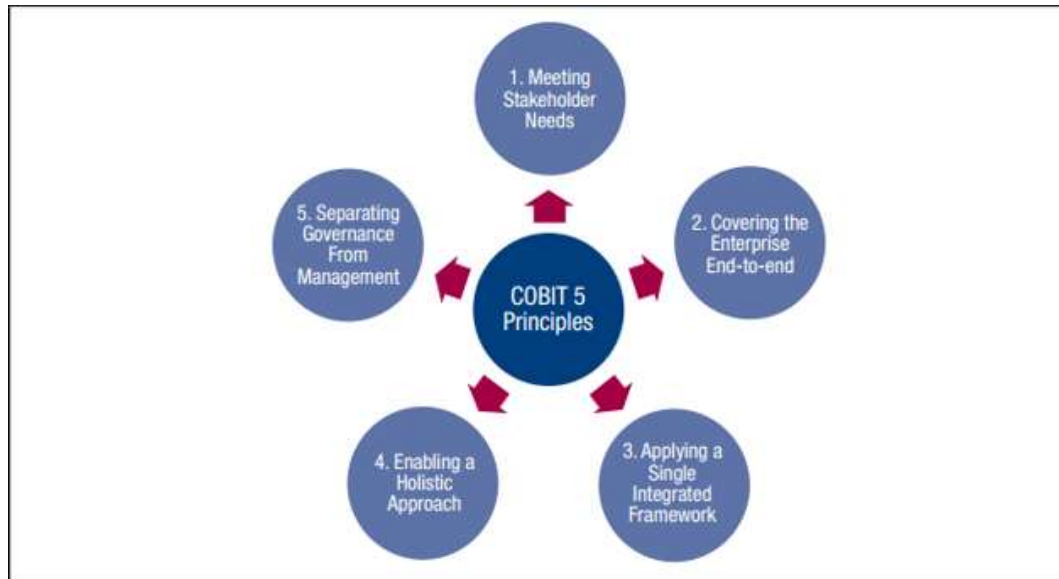 1. Meeting
Stakeholder
Needs
2. Covering the
Enterprise
End-to-end
3. Applying a
Single
Integrated
Framework
4. Enabling a
Holistic
Approach
5. Separating
Governance
From
Management
COBIT 5
Principles